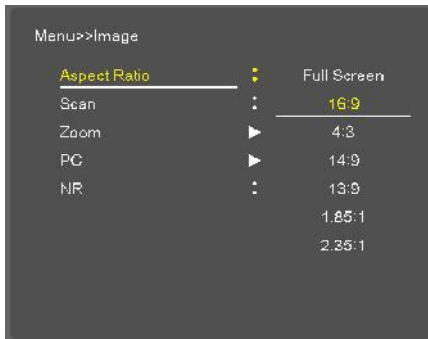 Menu>>Image
Aspect Ratio : Full Screen
Scan : 16:9
Zoom ▶ 4:3
PC ▶ 14:9
NR : 13:9
1.85:1
2.35:1